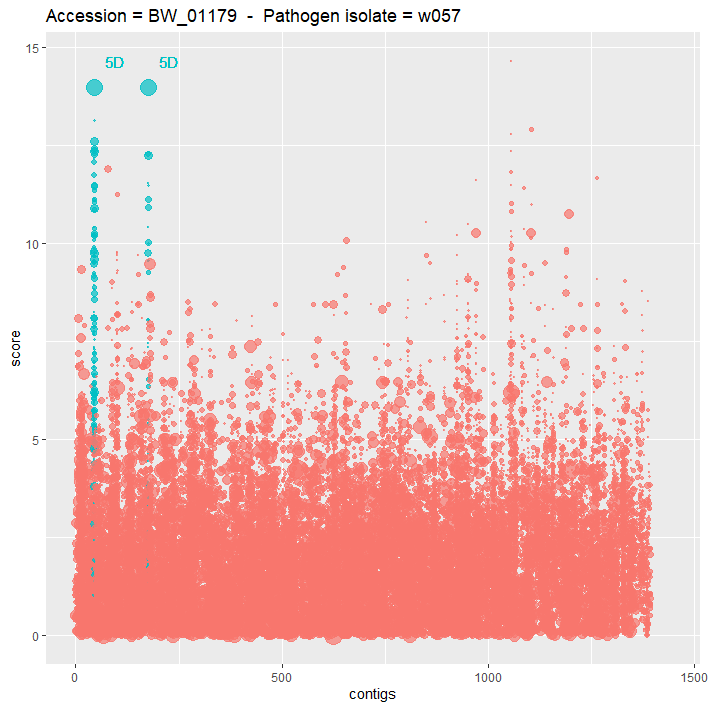 Accession = BW_01179 - Pathogen isolate = w057
15
5D 5D
10
score
5
0
0 500 1000 1500
contigs